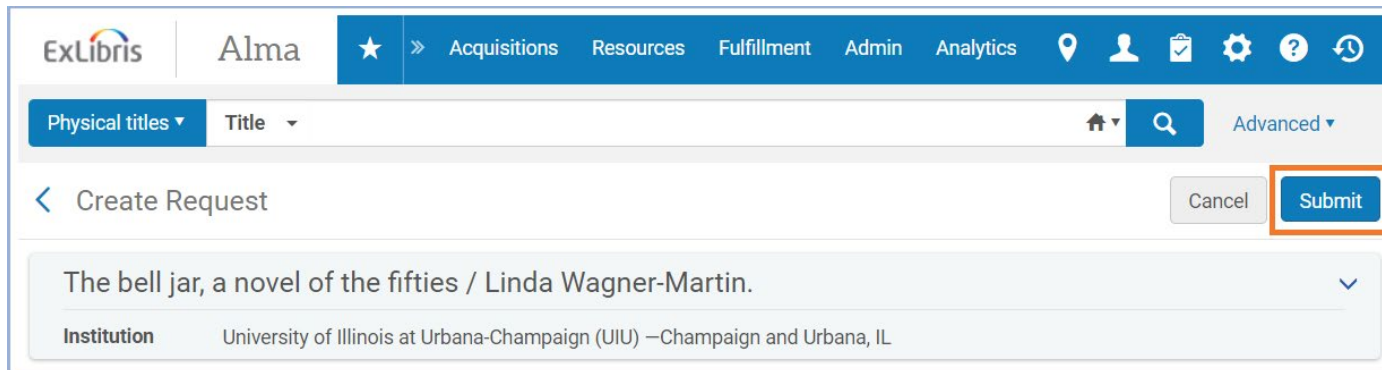 ExLibris Alma » Acquisitions Resources Fulfillment Admin Analytics ?
Physical titles Title Advanced
Create Request Cancel Submit
The bell jar, a novel of the fifties / Linda Wagner-Martin.
Institution University of Illinois at Urbana-Champaign (UIU) —Champaign and Urbana, IL